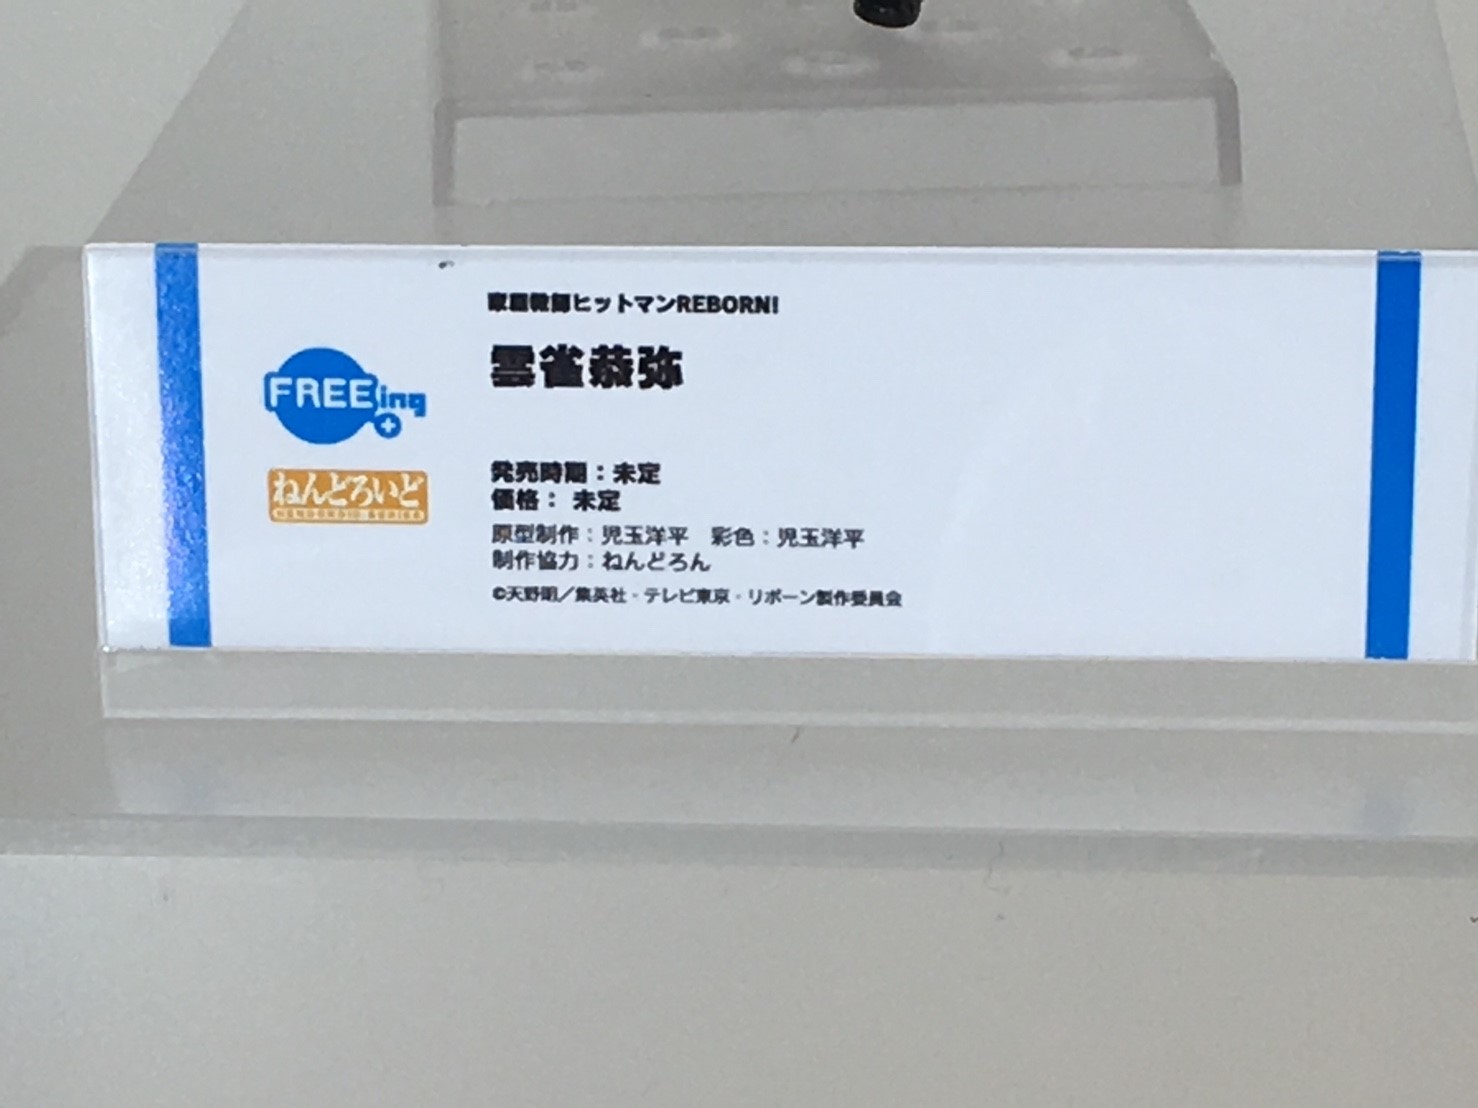 家庭教師ヒットマンREBORN!
雲雀恭弥
FREEing
ねんどろいど
NENDOROID SERIES
発売時期：未定
価格： 未定
原型制作：児玉洋平　彩色：児玉洋平
制作協力：ねんどろん
©天野明／集英社・テレビ東京・リボーン製作委員会